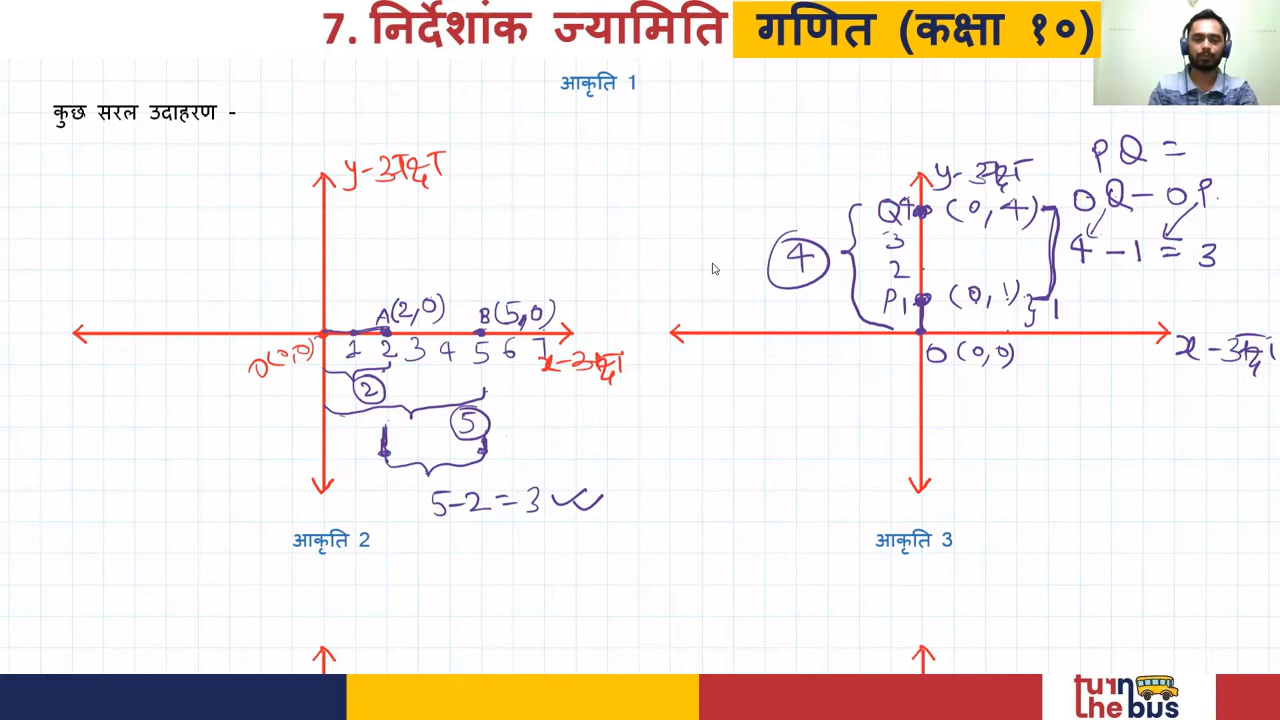 7. निर्देशांक ज्यामिति गणित (कक्षा १०)
आकृति 1
कुछ सरल उदाहरण -
y-अक्ष
A(2,0) B(5,0)
O(0,0) 1 2 3 4 5 6 7
x-अक्ष
2
5
5-2=3
आकृति 2
y-अक्ष
Q4 (0,4)
3
4
2
P1 (0,1) } 1
O(0,0)
x-अक्ष
PQ =
OQ - OP
4 - 1 = 3
आकृति 3
turn
the bus